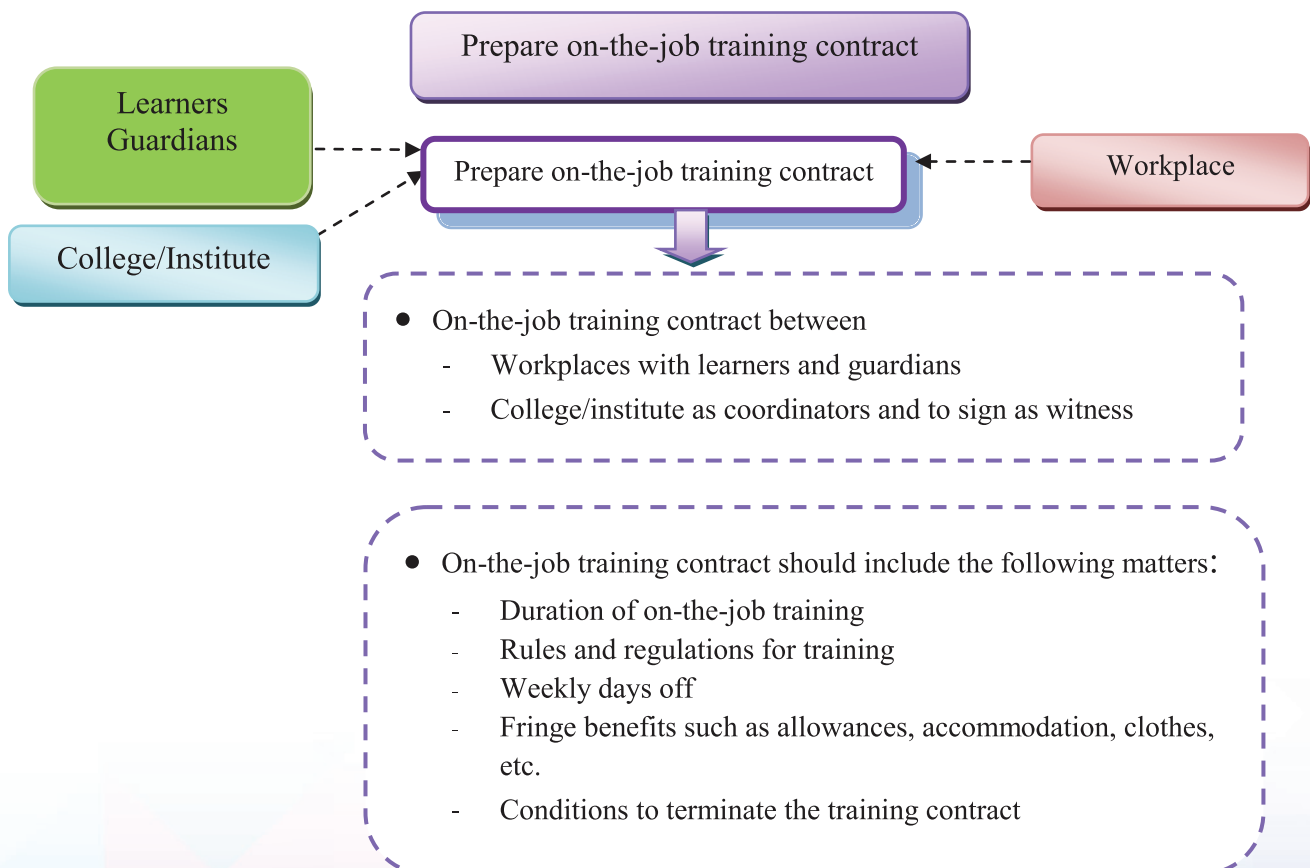 Prepare on-the-job training contract
Learners
Guardians
Prepare on-the-job training contract
Workplace
College/Institute
● On-the-job training contract between
- Workplaces with learners and guardians
- College/institute as coordinators and to sign as witness
● On-the-job training contract should include the following matters:
- Duration of on-the-job training
- Rules and regulations for training
- Weekly days off
- Fringe benefits such as allowances, accommodation, clothes,
etc.
- Conditions to terminate the training contract